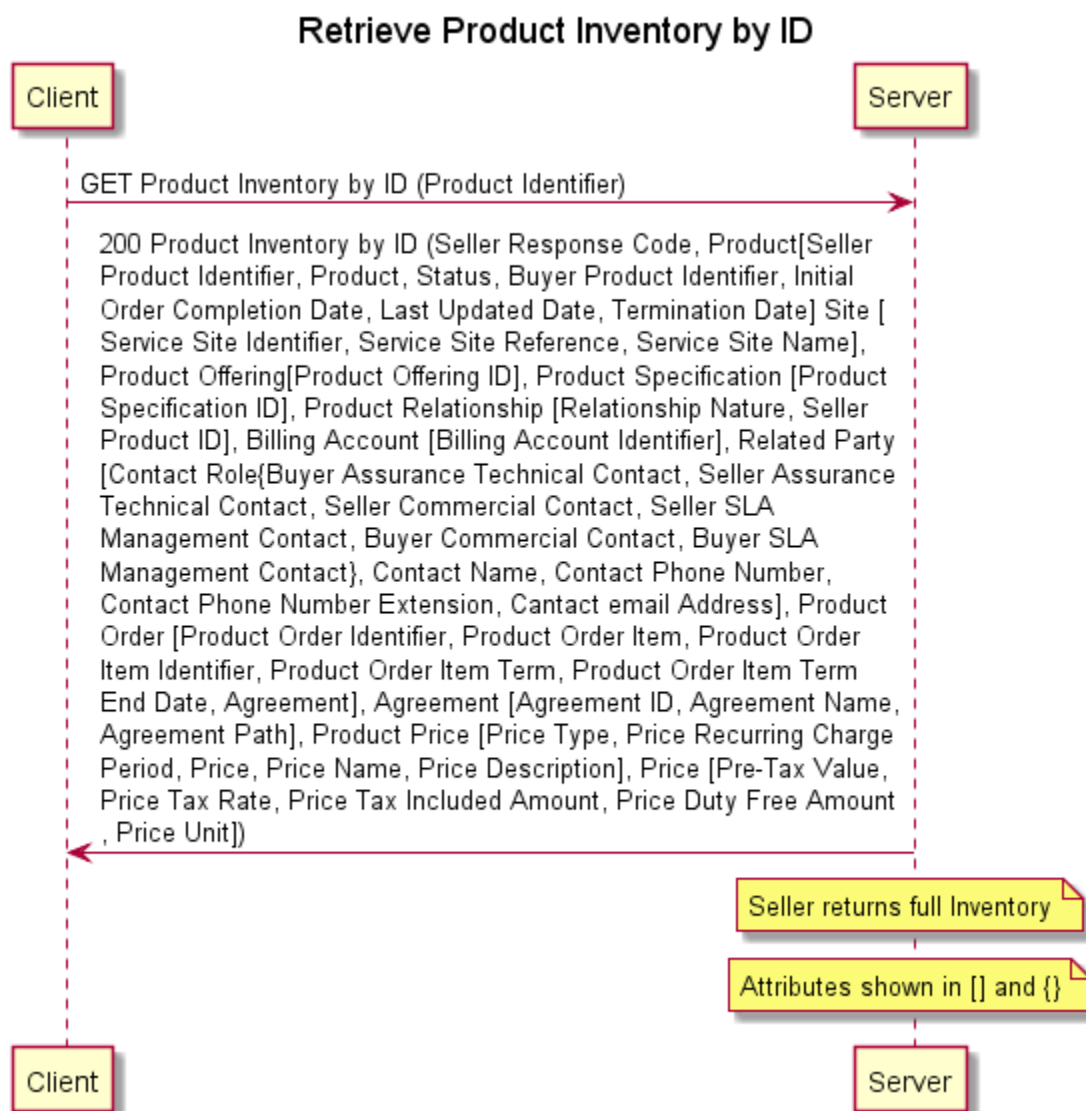 Retrieve Product Inventory by ID
Client
Server
GET Product Inventory by ID (Product Identifier)
200 Product Inventory by ID (Seller Response Code, Product[Seller
Product Identifier, Product, Status, Buyer Product Identifier, Initial
Order Completion Date, Last Updated Date, Termination Date] Site [
Service Site Identifier, Service Site Reference, Service Site Name],
Product Offering[Product Offering ID], Product Specification [Product
Specification ID], Product Relationship [Relationship Nature, Seller
Product ID], Billing Account [Billing Account Identifier], Related Party
[Contact Role{Buyer Assurance Technical Contact, Seller Assurance
Technical Contact, Seller Commercial Contact, Seller SLA
Management Contact, Buyer Commercial Contact, Buyer SLA
Management Contact}, Contact Name, Contact Phone Number,
Contact Phone Number Extension, Cantact email Address], Product
Order [Product Order Identifier, Product Order Item, Product Order
Item Identifier, Product Order Item Term, Product Order Item Term
End Date, Agreement], Agreement [Agreement ID, Agreement Name,
Agreement Path], Product Price [Price Type, Price Recurring Charge
Period, Price, Price Name, Price Description], Price [Pre-Tax Value,
Price Tax Rate, Price Tax Included Amount, Price Duty Free Amount
, Price Unit])
Seller returns full Inventory
Attributes shown in [] and {}
Client
Server